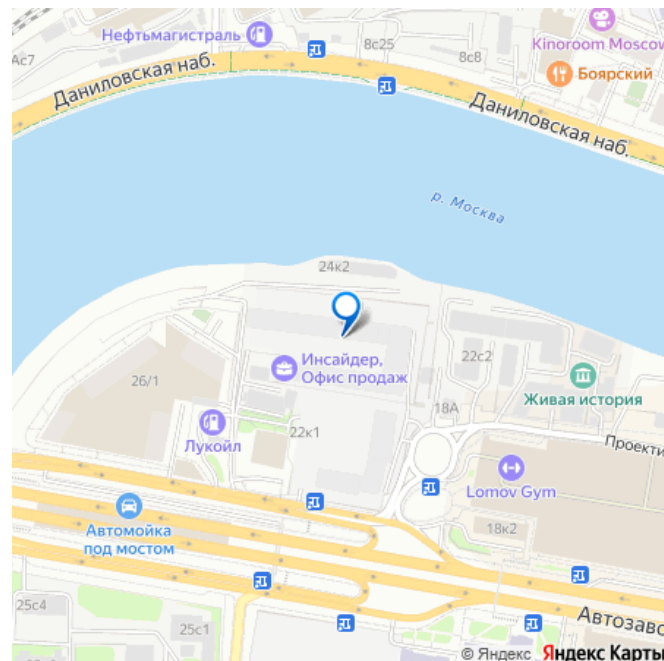 Нефтьмагистраль
8с25
8с8
Kinoroom Moscow
Ас7
Боярский
Даниловская наб.
Даниловская наб.
р. Москва
24к2
Инсайдер,
Офис продаж
22с2
26/1
Живая история
18А
Лукойл
22к1
Проекти
Lomov Gym
18к2
Автомойка
под мостом
25с4
25с1
Автозаво
© Яндекс Яндекс Карты